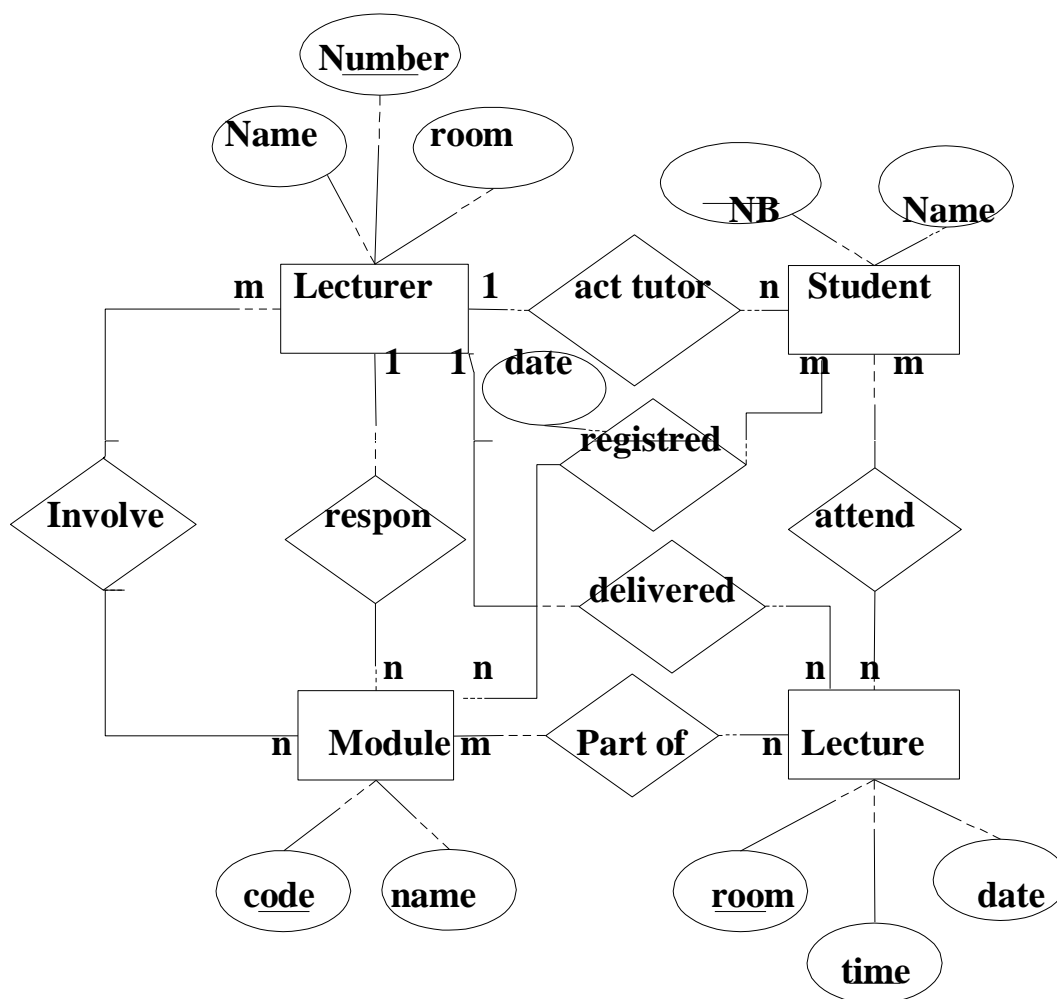 Number
Name room
NB Name
m Lecturer 1 act tutor n Student
1 1 date m m
registred
Involve respon attend
delivered
n n n n
n Module m Part of n Lecture
code name room date
time